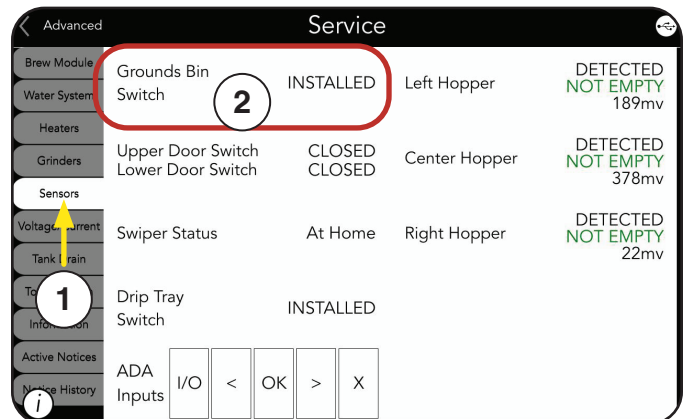 Advanced
Service
Brew Module
Water System
Heaters
Grinders
Sensors
Tank
Active Notices
History
i
1
Grounds Bin
Switch
INSTALLED
2
Upper Door Switch CLOSED
Lower Door Switch CLOSED
Swiper Status At Home
Drip Tray
Switch
INSTALLED
ADA
Inputs
I/O < OK > X
Left Hopper
DETECTED
NOT EMPTY
189mv
Center Hopper
DETECTED
NOT EMPTY
378mv
Right Hopper
DETECTED
NOT EMPTY
22mv